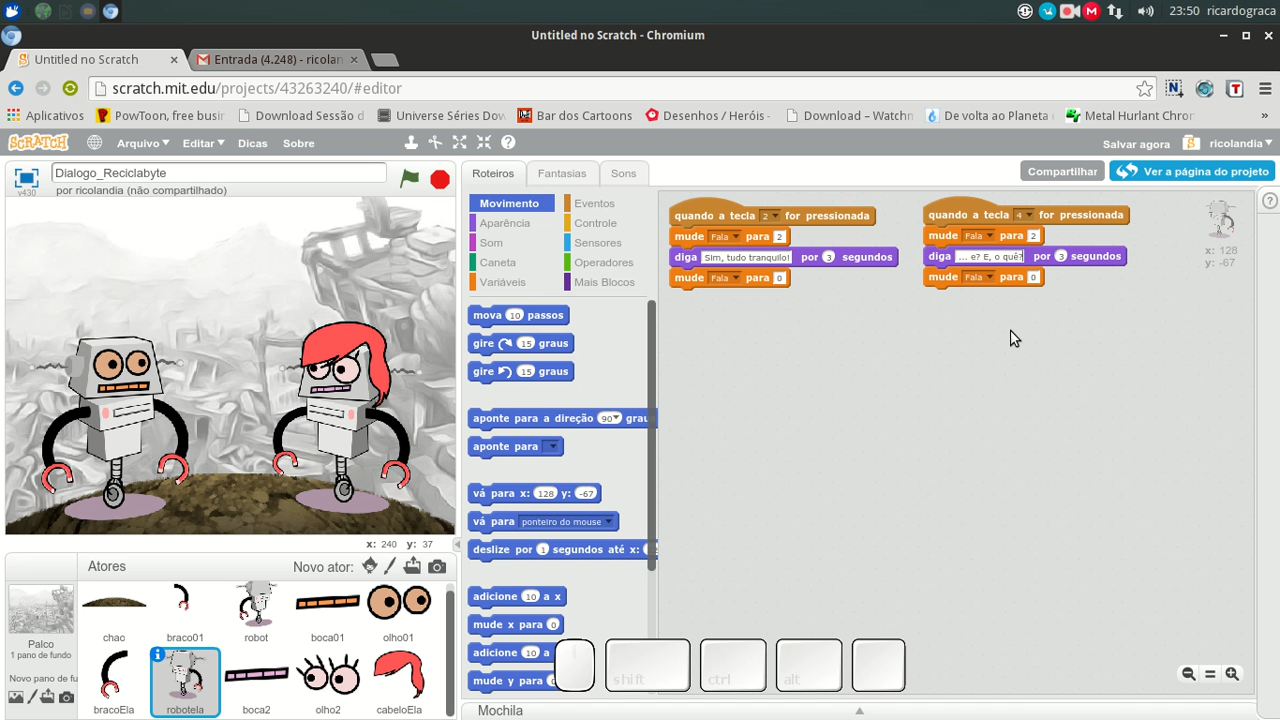 23:50 ricardograca
Untitled no Scratch - Chromium
Untitled no Scratch
Entrada (4.248) - ricolan
scratch.mit.edu/projects/43263240/#editor
Aplicativos
PowToon, free busi
Download Sessão d
Universe Séries Dow
Bar dos Cartoons
Desenhos / Heróis -
Download – Watchm
De volta ao Planeta
Metal Hurlant Chron
»
SCRATCH
Arquivo
Editar
Dicas
Sobre
Salvar agora
ricolandia
v430
Dialogo_Reciclabyte
por ricolandia (não compartilhado)
Roteiros
Fantasias
Sons
Compartilhar
Ver a página do projeto
Movimento
Aparência
Som
Caneta
Variáveis
Eventos
Controle
Sensores
Operadores
Mais Blocos
mova 10 passos
gire 15 graus
gire 15 graus
aponte para a direção 90 grau
aponte para
vá para x: 128 y: -67
vá para ponteiro do mouse
deslize por 1 segundos até x:
adicione 10 a x
mude x para 0
adicione 10 a
mude y para
quando a tecla 2 for pressionada
mude Fala para 2
diga Sim, tudo tranquilo! por 3 segundos
mude Fala para 0
quando a tecla 4 for pressionada
mude Fala para 2
diga ... e? E, o quê? por 3 segundos
mude Fala para 0
x: 128
y: -67
x: 240 y: 37
Atores
Novo ator:
Palco
1 pano de fundo
Novo pano de fu
chao
braco01
robot
boca01
olho01
bracoEla
robotela
boca2
olho2
cabeloEla
shift
ctrl
alt
Mochila